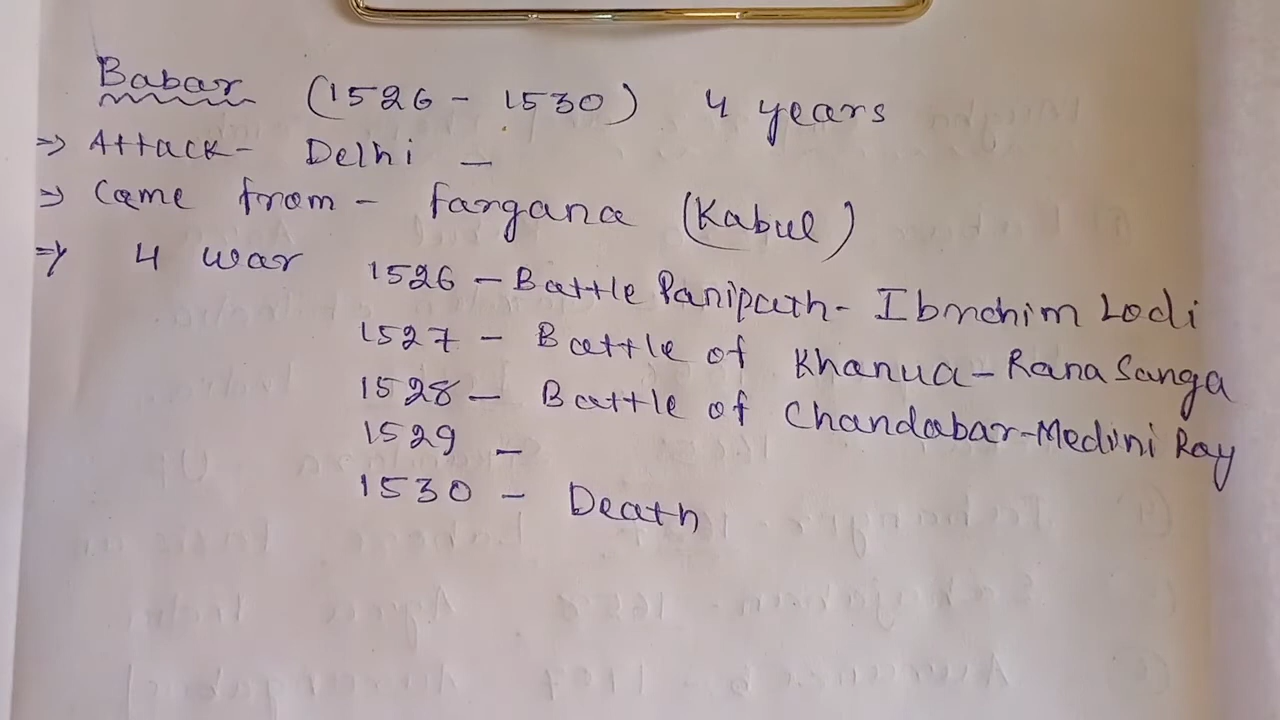 Babar (1526 - 1530) 4 years
⇒ Attack- Delhi -
⇒ Came from - fargana (Kabul)
⇒ 4 war
1526 - Battle Panipath- Ibrahim Lodi
1527 - Battle of Khanua - Rana Sanga
1528 - Battle of Chandabar-Medini Ray
1529 -
1530 - Death